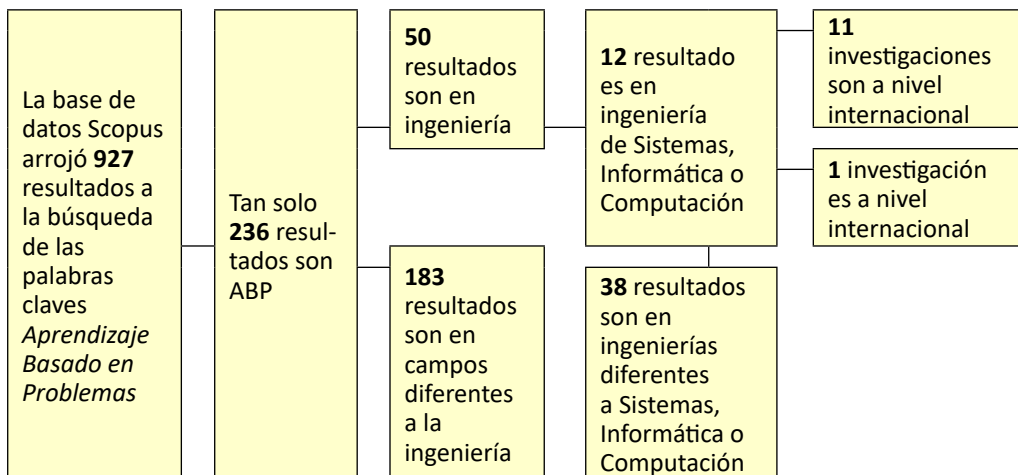 La base de
datos Scopus
arrojó 927
resultados a
la búsqueda
de las
palabras
claves
Aprendizaje
Basado en
Problemas
Tan solo
236 resul-
tados son
ABP
50
resultados
son en
ingeniería
183
resultados
son en
campos
diferentes
a la
ingeniería
12 resultado
es en
ingeniería
de Sistemas,
Informática o
Computación
38 resultados
son en
ingenierías
diferentes
a Sistemas,
Informática o
Computación
11
investigaciones
son a nivel
internacional
1 investigación
es a nivel
internacional